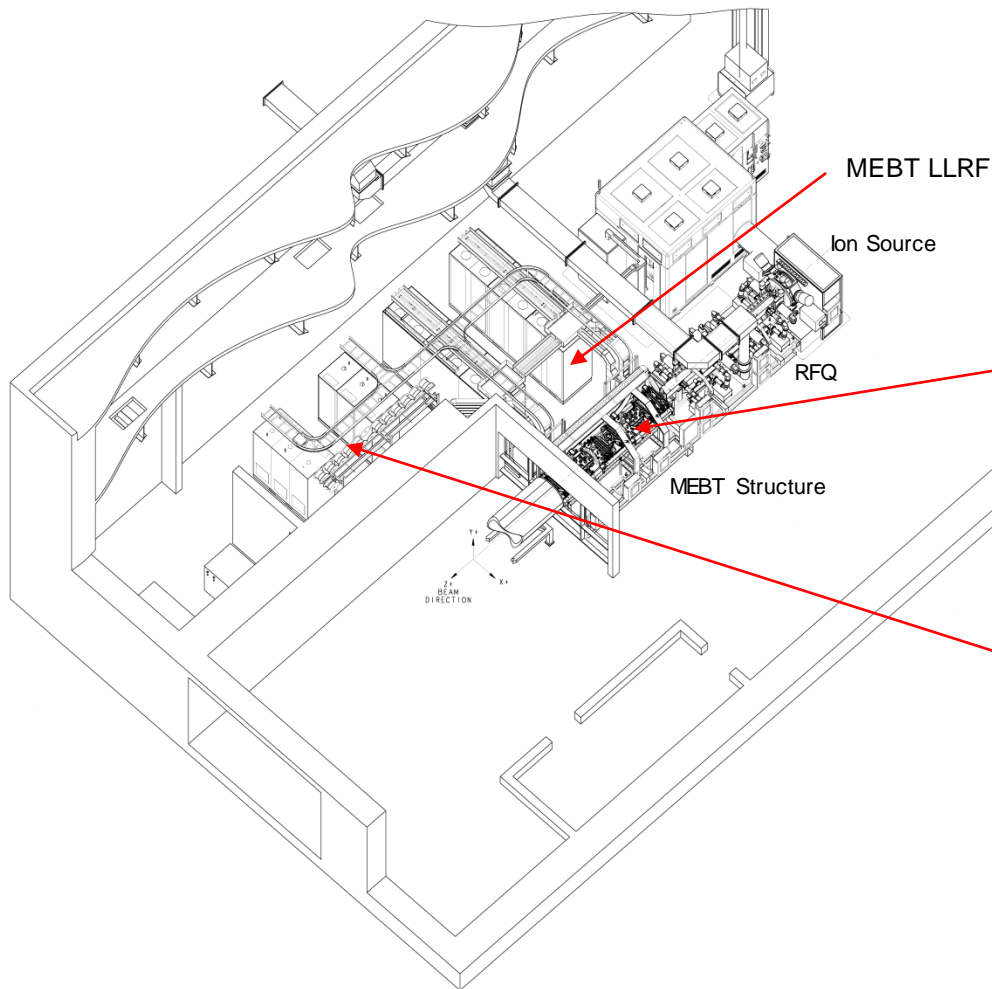 MEBT LLRF
Ion Source
RFQ
MEBT Structure
Y+
X+
Z+
BEAM
DIRECTION